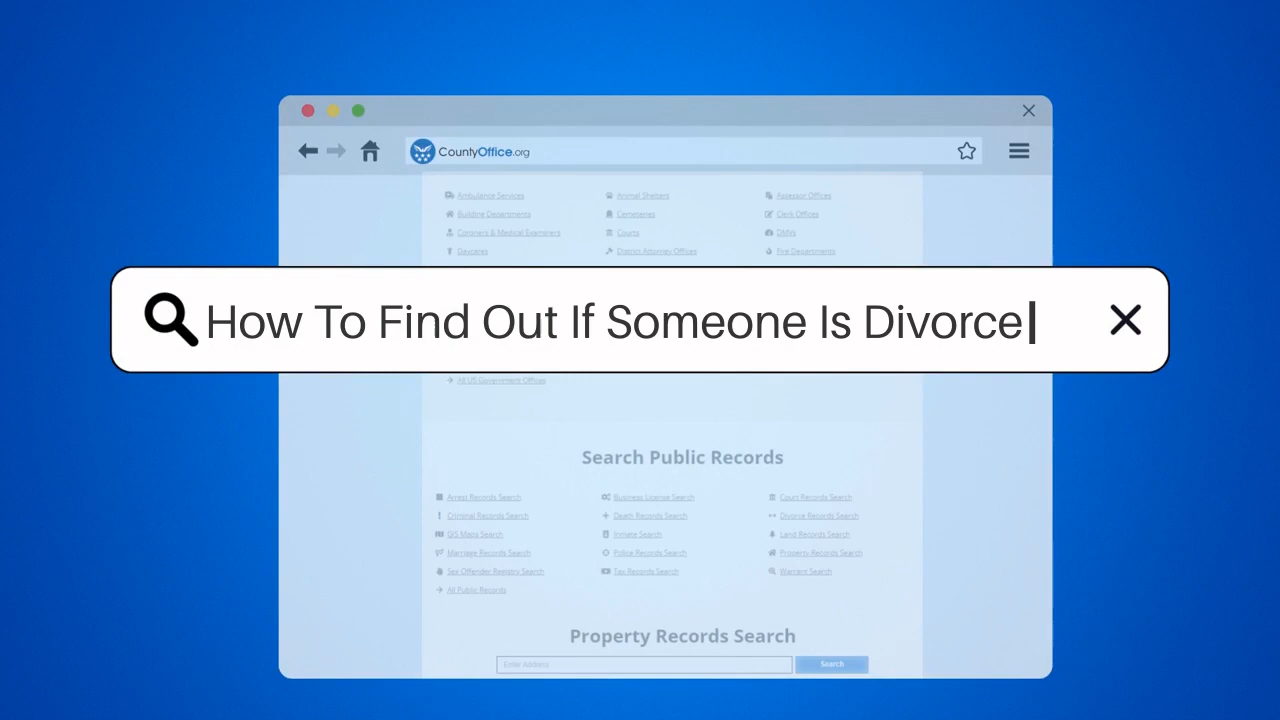 CountyOffice.org
Ambulance Services Animal Shelters Assessor Offices
Building Departments Cemeteries Clerk Offices
Coroners & Medical Examiners Courts DMVs
Daycares District Attorney Offices Fire Departments
How To Find Out If Someone Is Divorce
All US Government Offices
Search Public Records
Arrest Records Search Business License Search Court Records Search
Criminal Records Search Death Records Search Divorce Records Search
GIS Maps Search Inmate Search Land Records Search
Marriage Records Search Police Records Search Property Records Search
Sex Offender Registry Search Tax Records Search Warrant Search
All Public Records
Property Records Search
Enter Address Search